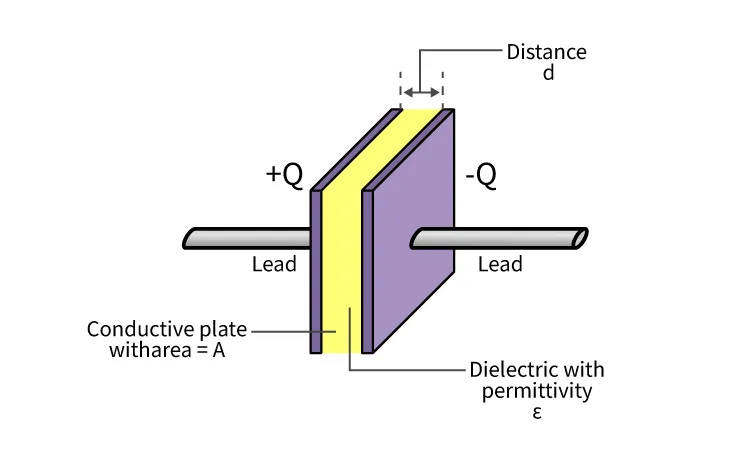 Distance
d
+Q
-Q
Lead
Lead
Conductive plate
witharea = A
Dielectric with
permittivity
ε